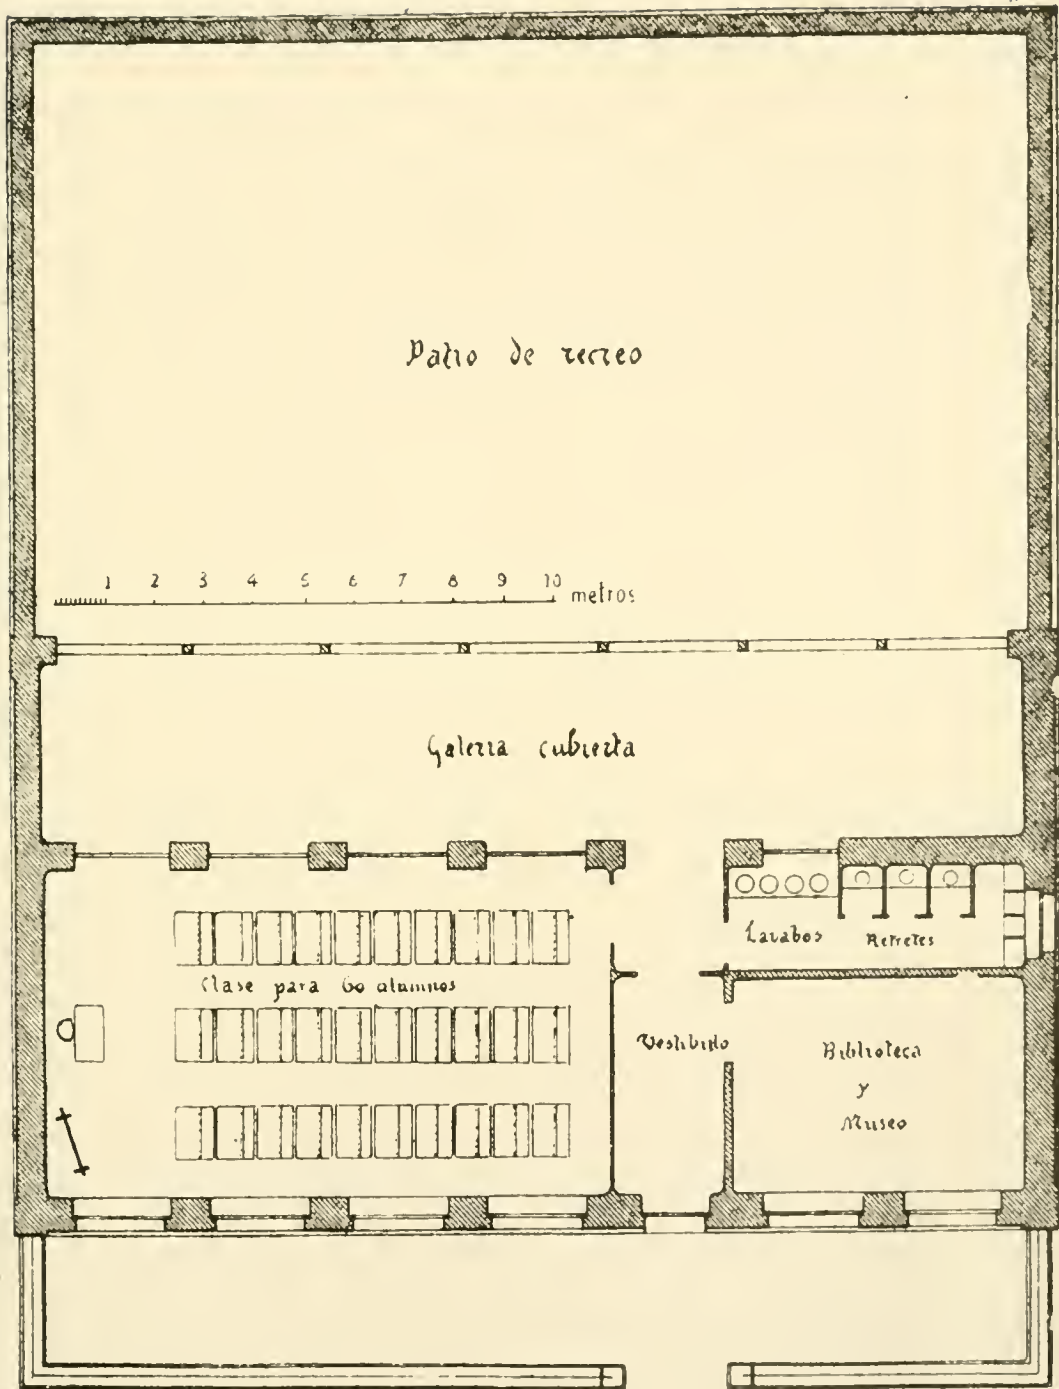 Patio de recreo
1 2 3 4 5 6 7 8 9 10 metros
Galeria cubierta
Lavabos Retretes
Clase para 60 alumnos
Vestibulo
Biblioteca
y
Museo